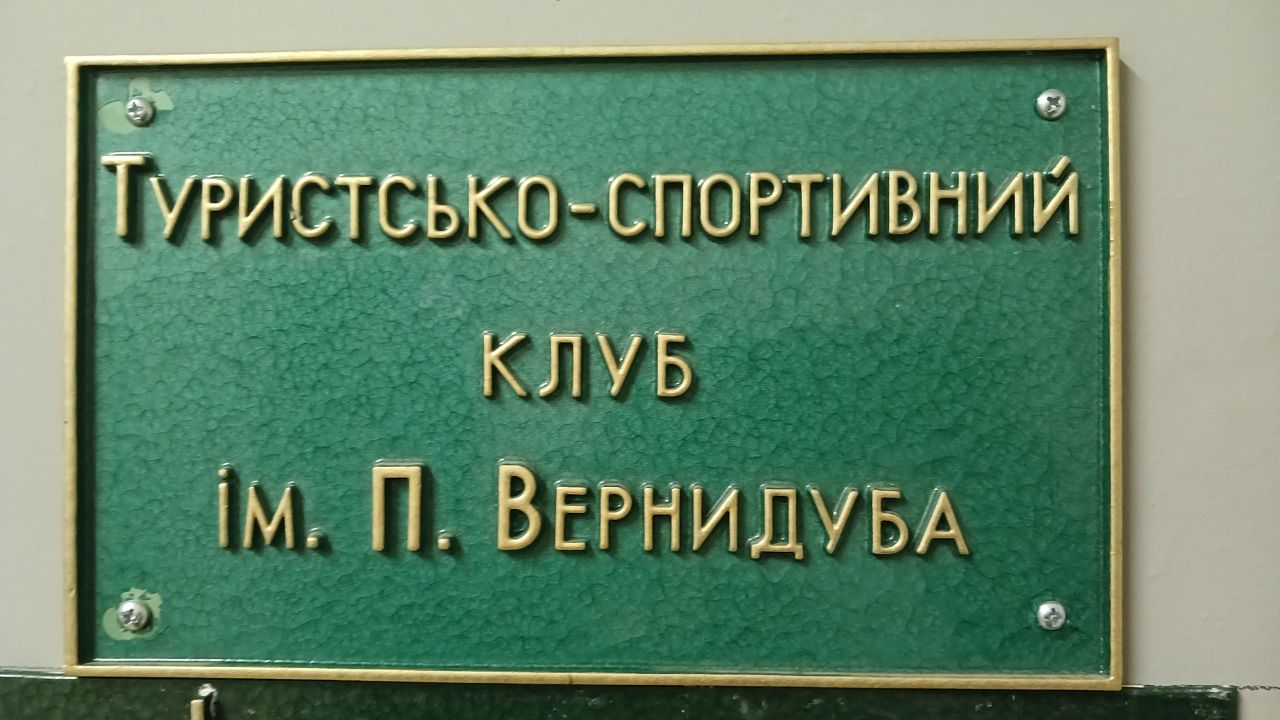 Туристсько-спортивний
клуб
ім. П. Вернидуба